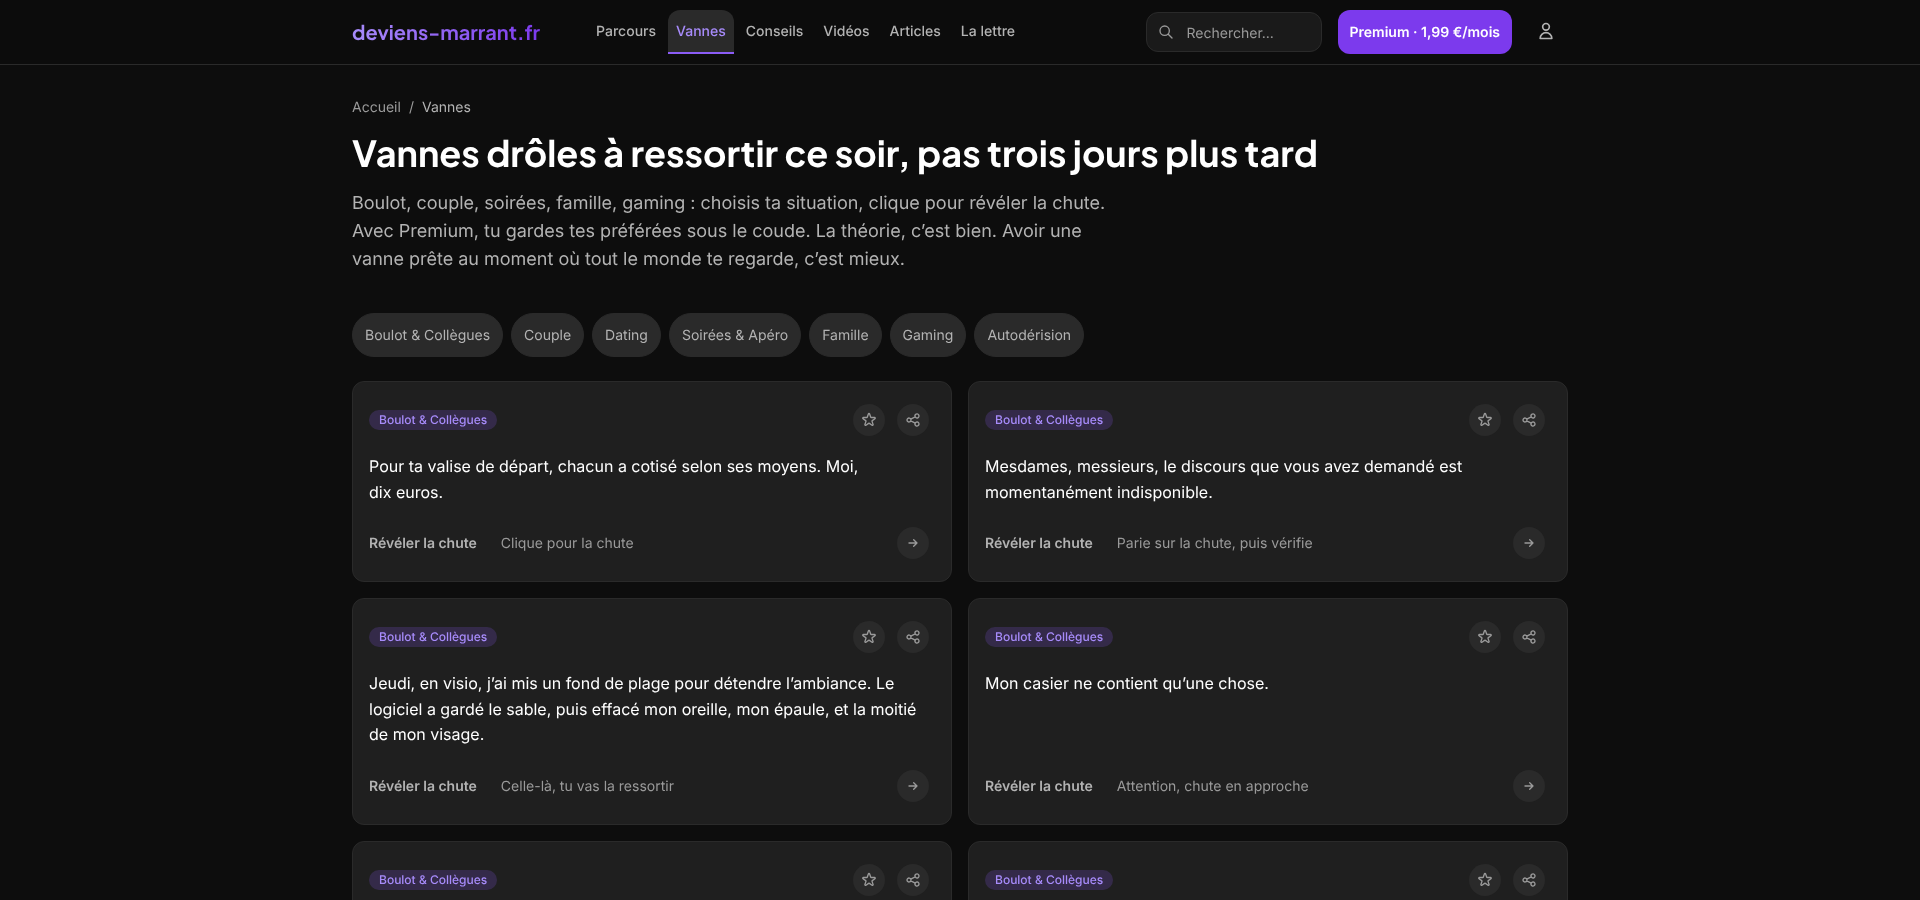 deviens-marrant.fr
Parcours
Vannes
Conseils
Vidéos
Articles
La lettre
Rechercher...
Premium · 1,99 €/mois
Accueil / Vannes
Vannes drôles à ressortir ce soir, pas trois jours plus tard
Boulot, couple, soirées, famille, gaming : choisis ta situation, clique pour révéler la chute.
Avec Premium, tu gardes tes préférées sous le coude. La théorie, c’est bien. Avoir une
vanne prête au moment où tout le monde te regarde, c’est mieux.
Boulot & Collègues
Couple
Dating
Soirées & Apéro
Famille
Gaming
Autodérision
Boulot & Collègues
Pour ta valise de départ, chacun a cotisé selon ses moyens. Moi,
dix euros.
Révéler la chute
Clique pour la chute
Boulot & Collègues
Mesdames, messieurs, le discours que vous avez demandé est
momentanément indisponible.
Révéler la chute
Parie sur la chute, puis vérifie
Boulot & Collègues
Jeudi, en visio, j’ai mis un fond de plage pour détendre l’ambiance. Le
logiciel a gardé le sable, puis effacé mon oreille, mon épaule, et la moitié
de mon visage.
Révéler la chute
Celle-là, tu vas la ressortir
Boulot & Collègues
Mon casier ne contient qu’une chose.
Révéler la chute
Attention, chute en approche
Boulot & Collègues
Boulot & Collègues